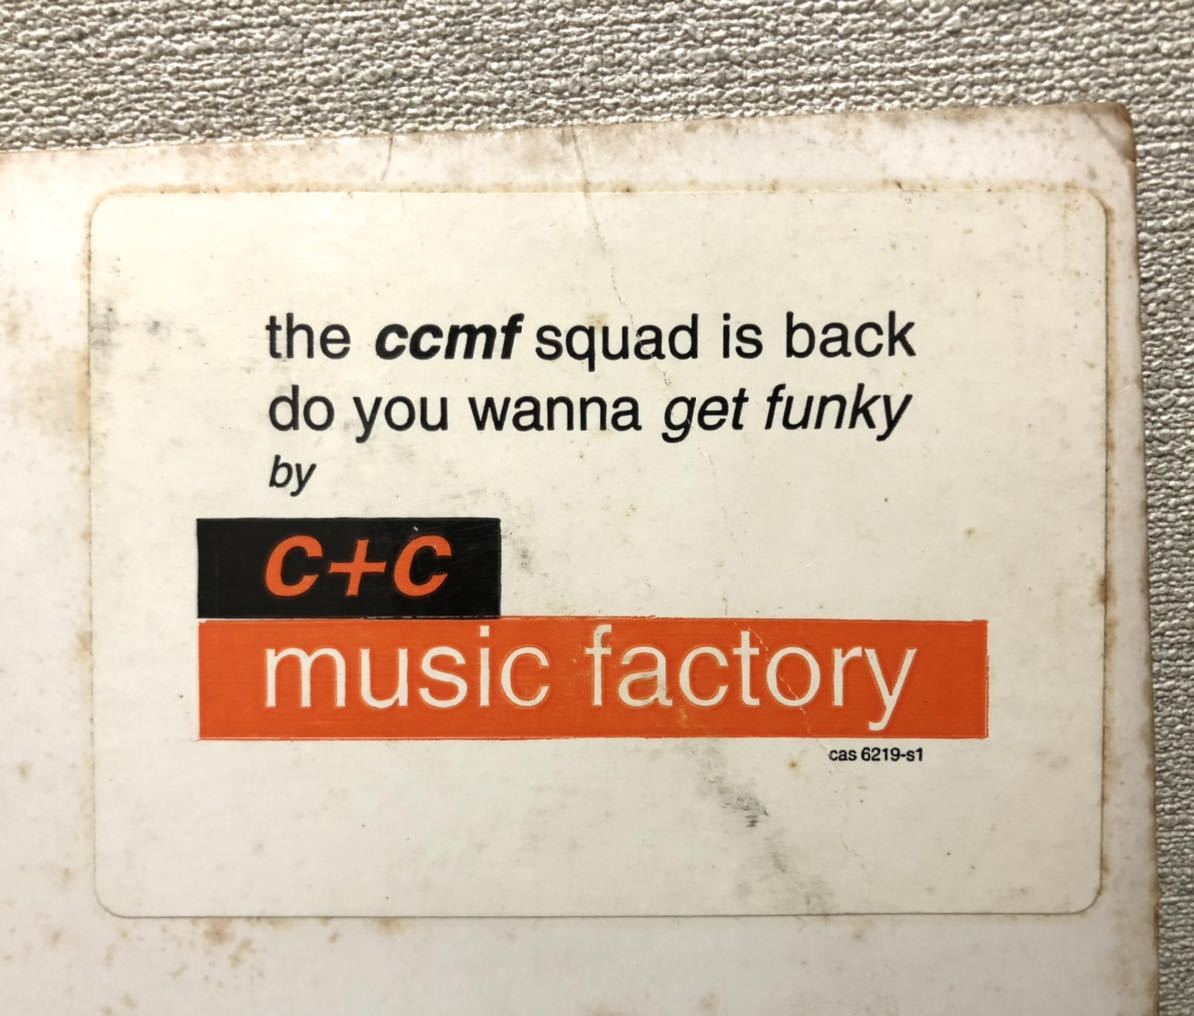 the ccmf squad is back
do you wanna get funky
by
c+c
music factory
cas 6219-s1